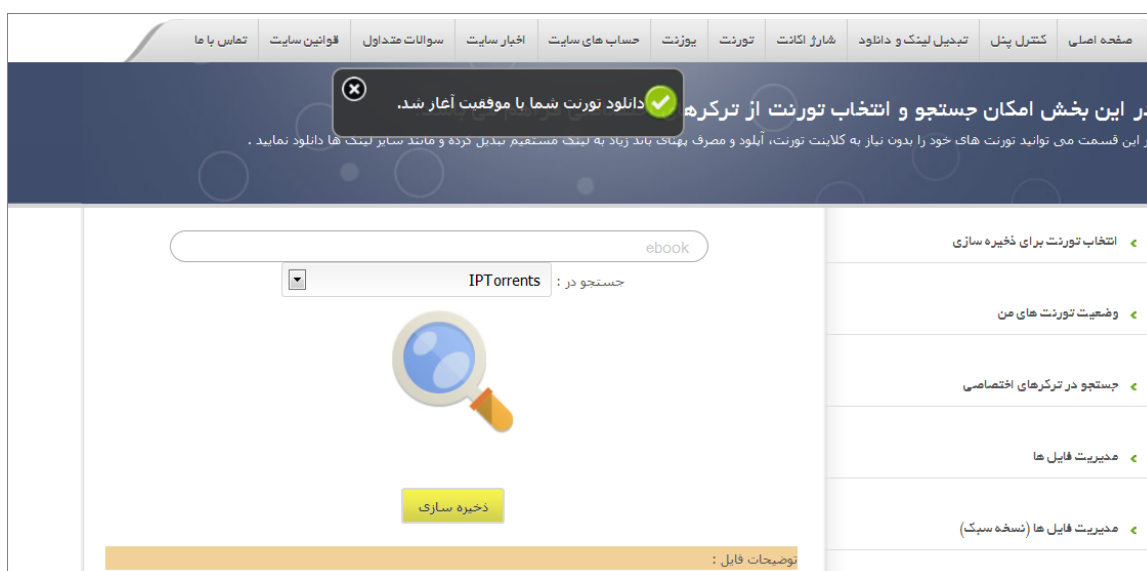 صفحه اصلی کنترل پنل تبدیل لینک و دانلود شارژ اکانت تورنت یوزنت حساب های سایت اخبار سایت سوالات متداول قوانین سایت تماس با ما
دانلود تورنت شما با موفقیت آغاز شد.
ر این بخش امکان جستجو و انتخاب تورنت از ترکرها
ر این قسمت می توانید تورنت های خود را بدون نیاز به کلاینت تورنت، آپلود و مصرف پهنای باند زیاد به لینک مستقیم تبدیل کرده و مانند سایر لینک ها دانلود نمایید .
ebook
جستجو در : IPTorrents
ذخیره سازی
توضیحات فایل :
انتخاب تورنت برای ذخیره سازی
وضعیت تورنت های من
جستجو در ترکرهای اختصاصی
مدیریت فایل ها
مدیریت فایل ها (نسخه سبک)